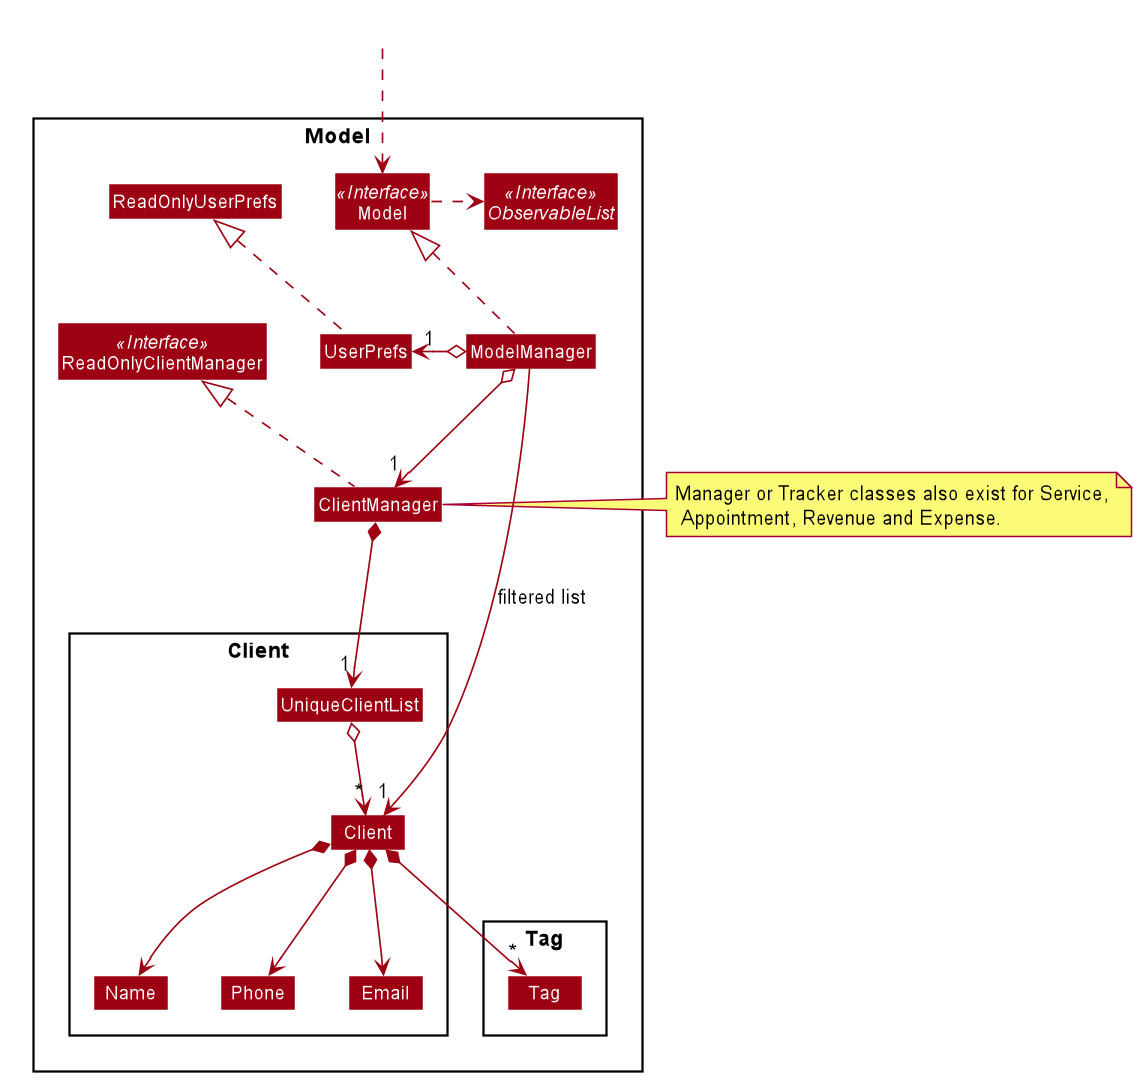 Model
ReadOnlyUserPrefs
«Interface»
Model
«Interface»
ObservableList
«Interface»
ReadOnlyClientManager
UserPrefs
1
ModelManager
1
ClientManager
Manager or Tracker classes also exist for Service,
Appointment, Revenue and Expense.
filtered list
Client
1
UniqueClientList
*
1
Client
Tag
*
Name
Phone
Email
Tag